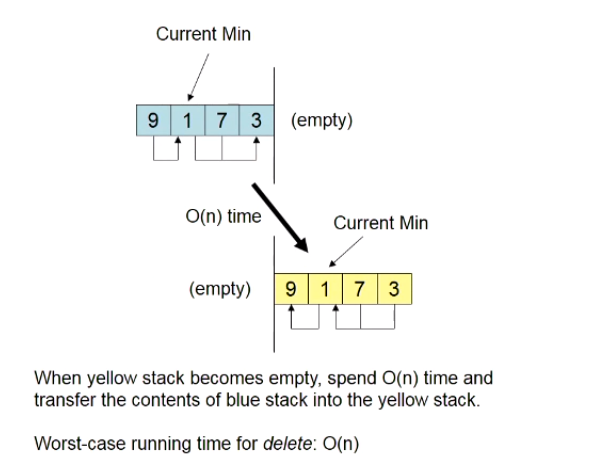 Current Min
9 1 7 3 (empty)
O(n) time
Current Min
(empty) 9 1 7 3
When yellow stack becomes empty, spend O(n) time and
transfer the contents of blue stack into the yellow stack.
Worst-case running time for delete: O(n)